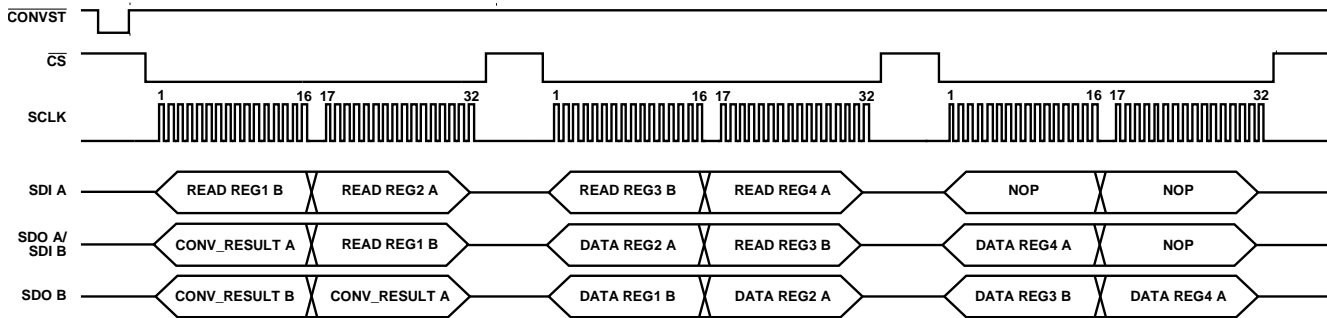 CONVST
CS
1 16 17 32 1 16 17 32 1 16 17 32
SCLK
SDI A READ REG1 B READ REG2 A READ REG3 B READ REG4 A NOP NOP
SDO A/
SDI B CONV_RESULT A READ REG1 B DATA REG2 A READ REG3 B DATA REG4 A NOP
SDO B CONV_RESULT B CONV_RESULT A DATA REG1 B DATA REG2 A DATA REG3 B DATA REG4 A